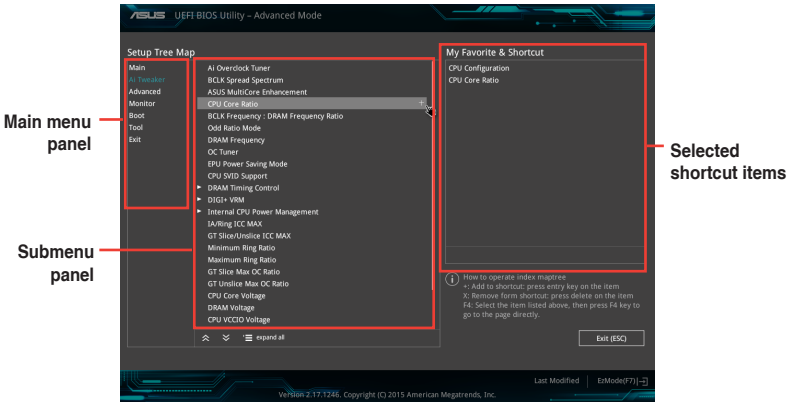 ASUS UEFI BIOS Utility – Advanced Mode
Setup Tree Map
Main
Ai Tweaker
Advanced
Monitor
Boot
Tool
Exit
Ai Overclock Tuner
BCLK Spread Spectrum
ASUS MultiCore Enhancement
CPU Core Ratio +
BCLK Frequency : DRAM Frequency Ratio
Odd Ratio Mode
DRAM Frequency
OC Tuner
EPU Power Saving Mode
CPU SVID Support
DRAM Timing Control
DIGI+ VRM
Internal CPU Power Management
IA/Ring ICC MAX
GT Slice/Unslice ICC MAX
Minimum Ring Ratio
Maximum Ring Ratio
GT Slice Max OC Ratio
GT Unslice Max OC Ratio
CPU Core Voltage
DRAM Voltage
CPU VCCIO Voltage
expand all
My Favorite & Shortcut
CPU Configuration
CPU Core Ratio
How to operate index maptree
+: Add to shortcut: press entry key on the item
X: Remove form shortcut: press delete on the item
F4: Select the item listed above, then press F4 key to
go to the page directly.
Exit (ESC)
Last Modified
EzMode(F7)
Version 2.17.1246. Copyright (C) 2015 American Megatrends, Inc.
Main menu
panel
Submenu
panel
Selected
shortcut items